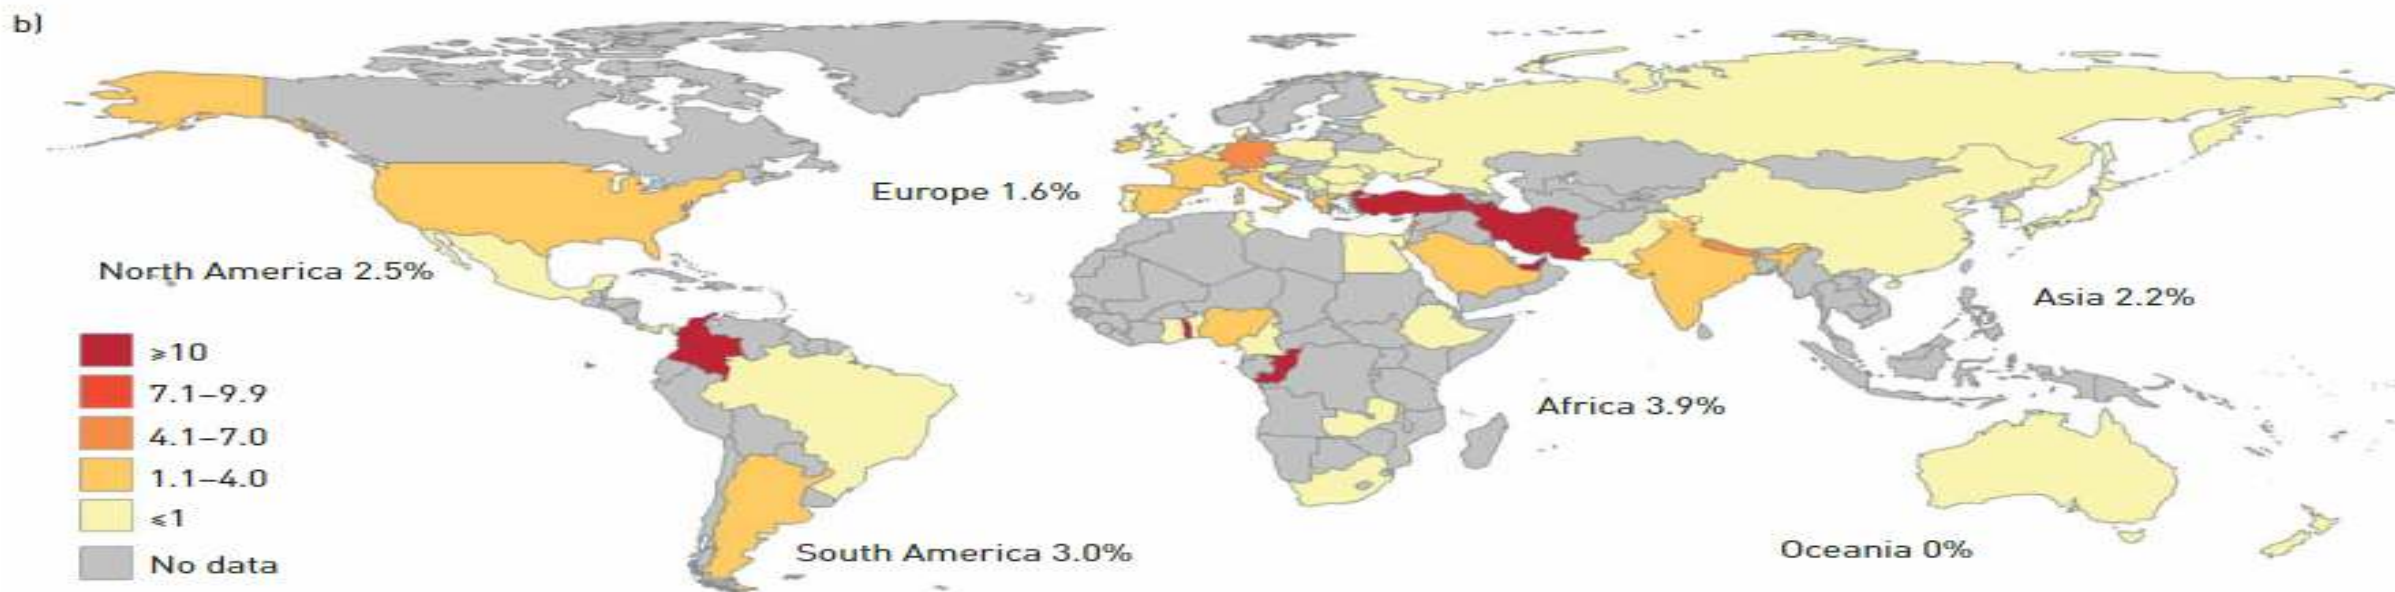 b)
Europe 1.6%
North America 2.5%
Asia 2.2%
⩾10
7.1–9.9
4.1–7.0
1.1–4.0
⩽1
No data
Africa 3.9%
South America 3.0%
Oceania 0%